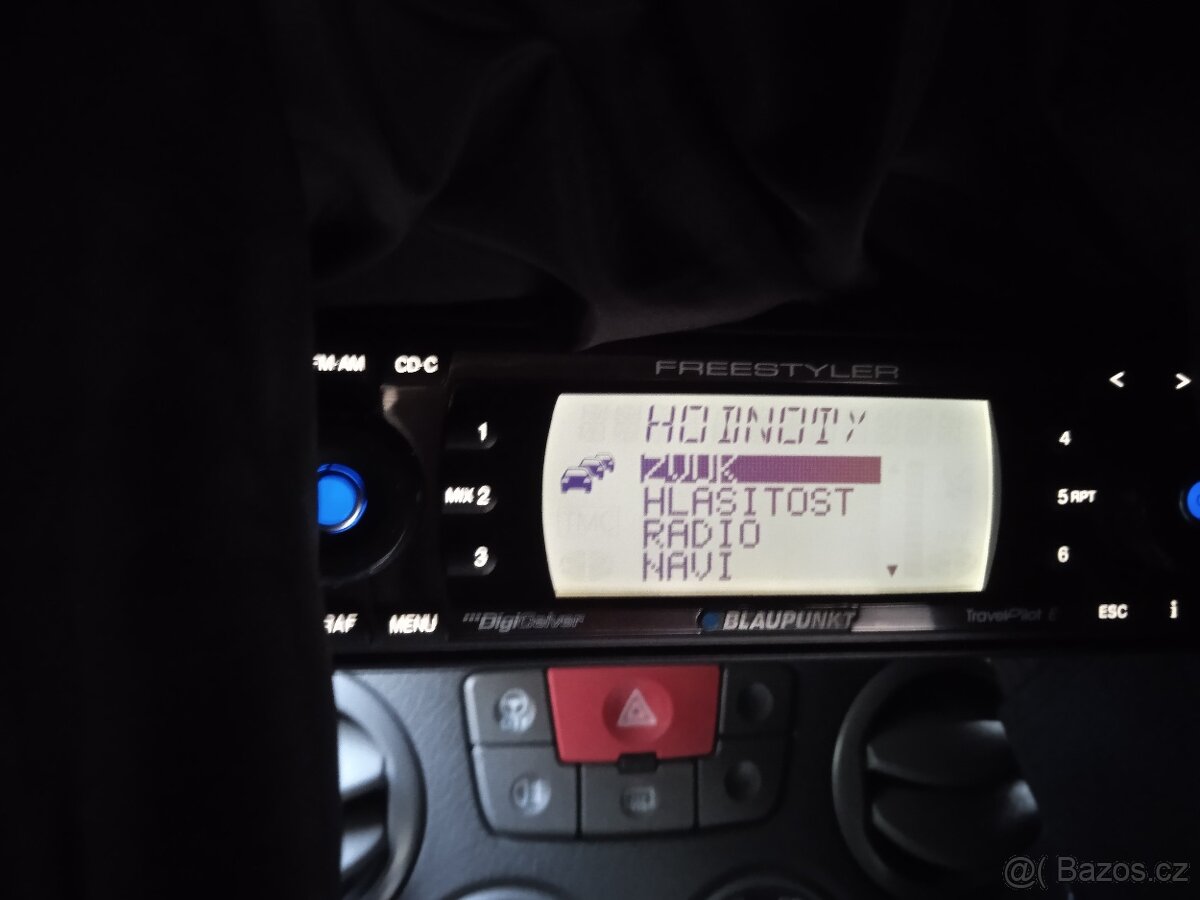 FM·AM CD·C FREESTYLER < >
1 HODNOTY 4
ZVUK
MIX 2 HLASITOST 5 RPT
RADIO
3 NAVI 6
MENU DigiCeiver BLAUPUNKT TravelPilot E ESC i
@( Bazos.cz